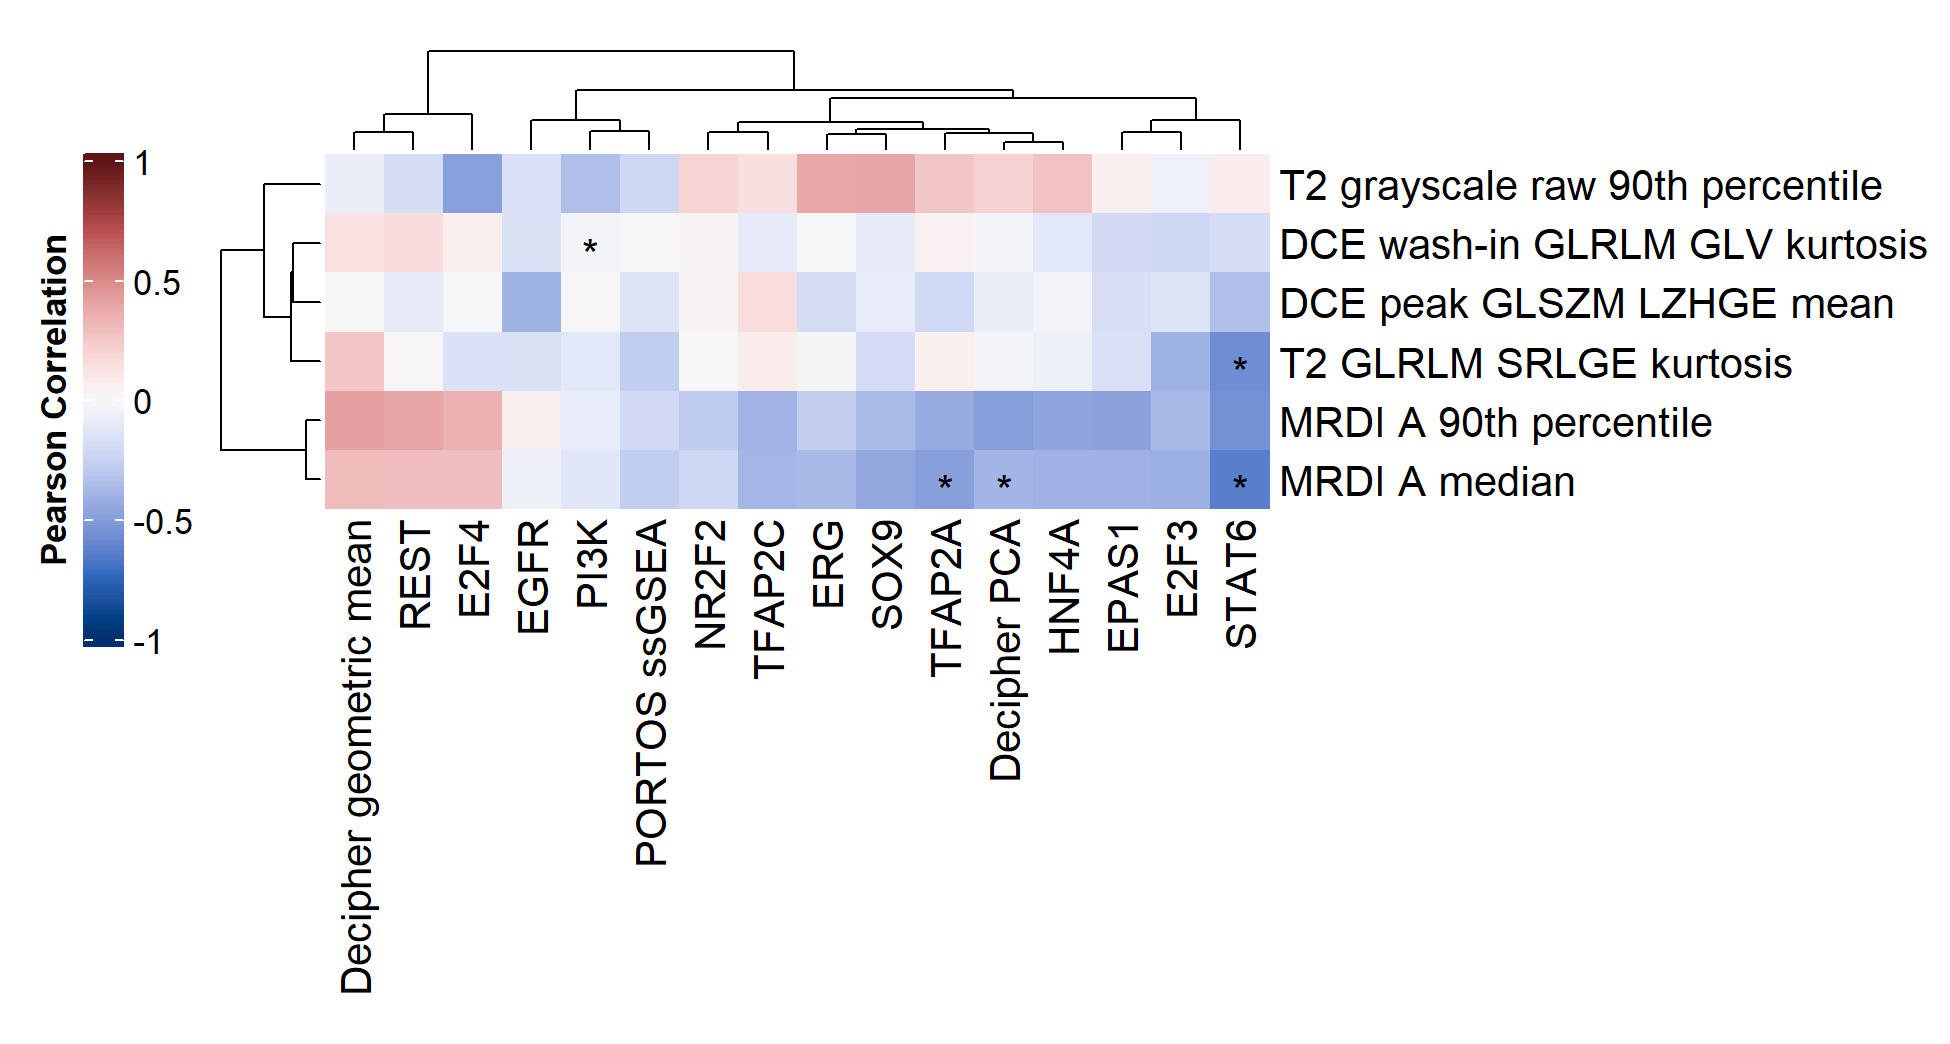 Pearson Correlation
1
0.5
0
-0.5
-1
T2 grayscale raw 90th percentile
DCE wash-in GLRLM GLV kurtosis
*
DCE peak GLSZM LZHGE mean
T2 GLRLM SRLGE kurtosis
*
MRDI A 90th percentile
MRDI A median
* * *
Decipher geometric mean
REST
E2F4
EGFR
PI3K
PORTOS ssGSEA
NR2F2
TFAP2C
ERG
SOX9
TFAP2A
Decipher PCA
HNF4A
EPAS1
E2F3
STAT6